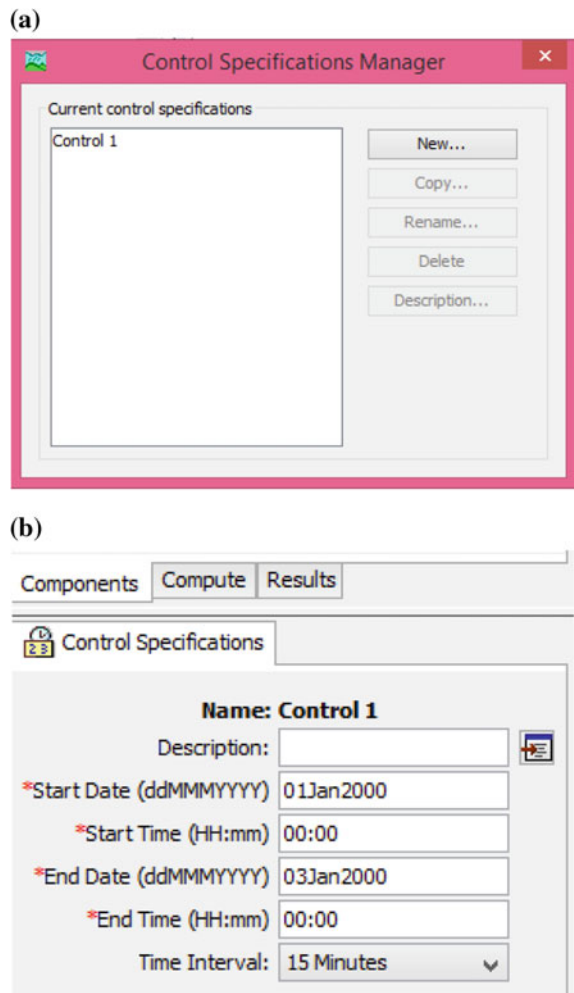 (a)
Control Specifications Manager
Current control specifications
Control 1
New...
Copy...
Rename...
Delete
Description...
(b)
Components Compute Results
Control Specifications
Name: Control 1
Description:
*Start Date (ddMMMYYYY) 01Jan2000
*Start Time (HH:mm) 00:00
*End Date (ddMMMYYYY) 03Jan2000
*End Time (HH:mm) 00:00
Time Interval: 15 Minutes